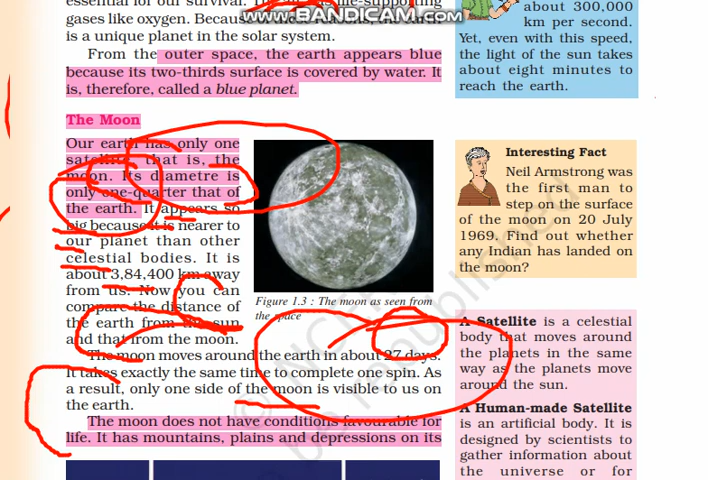 essential for our survival. The air has life-supporting
gases like oxygen. Because of these reasons, the earth
is a unique planet in the solar system.
From the outer space, the earth appears blue
because its two-thirds surface is covered by water. It
is, therefore, called a blue planet.
The Moon
Our earth has only one
satellite, that is, the
moon. Its diametre is
only one-quarter that of
the earth. It appears so
big because it is nearer to
our planet than other
celestial bodies. It is
about 3,84,400 km away
from us. Now you can
compare the distance of
the earth from the sun
and that from the moon.
Figure 1.3 : The moon as seen from
the space
The moon moves around the earth in about 27 days.
It takes exactly the same time to complete one spin. As
a result, only one side of the moon is visible to us on
the earth.
The moon does not have conditions favourable for
life. It has mountains, plains and depressions on its
about 300,000
km per second.
Yet, even with this speed,
the light of the sun takes
about eight minutes to
reach the earth.
Interesting Fact
Neil Armstrong was
the first man to
step on the surface
of the moon on 20 July
1969. Find out whether
any Indian has landed on
the moon?
A Satellite is a celestial
body that moves around
the planets in the same
way as the planets move
around the sun.
A Human-made Satellite
is an artificial body. It is
designed by scientists to
gather information about
the universe or for
www.BANDICAM.com